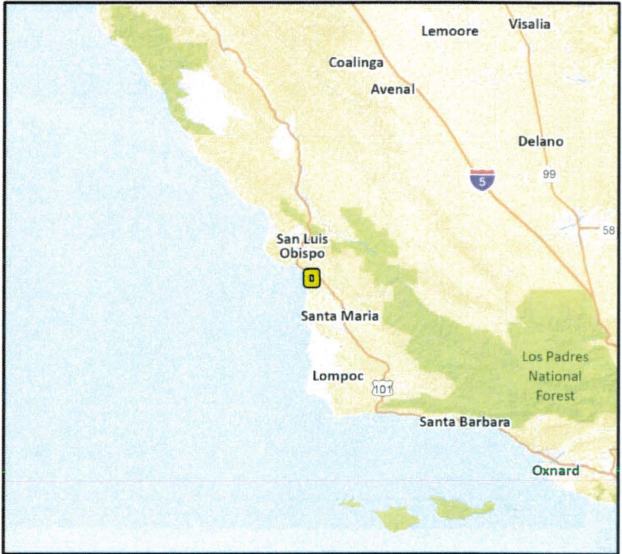 Visalia
Lemoore
Coalinga
Avenal
Delano
5
99
58
San Luis
Obispo
Santa Maria
Los Padres
National
Forest
Lompoc
101
Santa Barbara
Oxnard